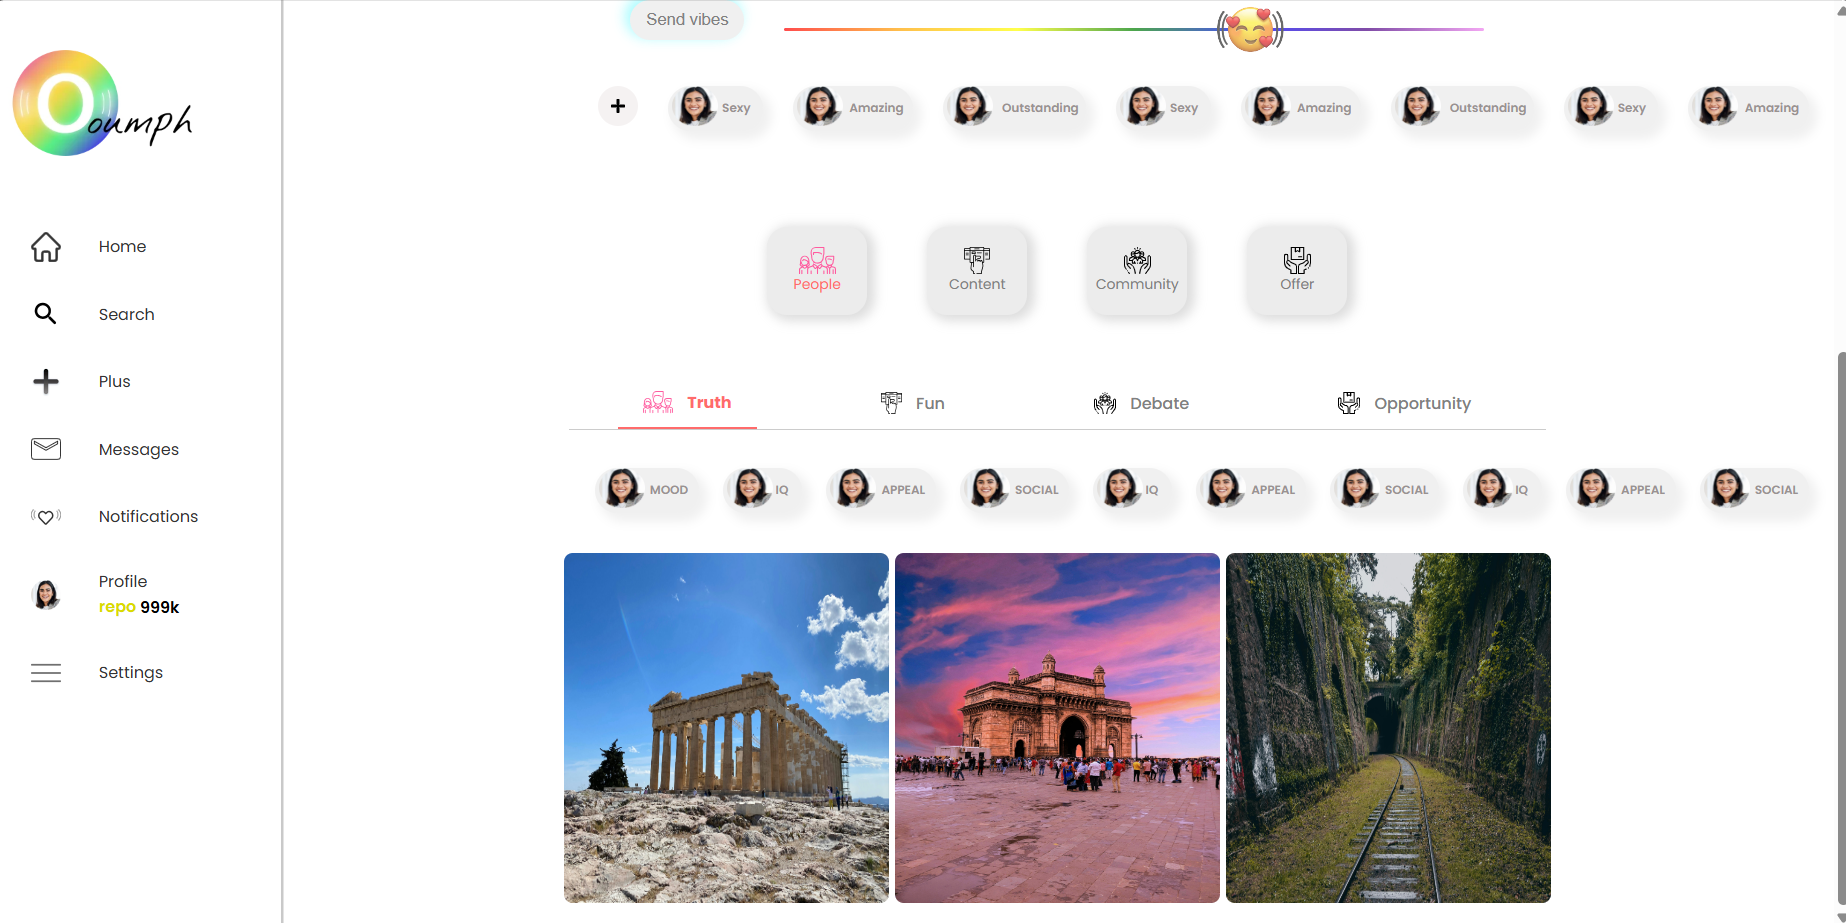 Ooumph
Home
Search
Plus
Messages
Notifications
Profile
repo 999k
Settings
Send vibes
Sexy Amazing Outstanding Sexy Amazing Outstanding Sexy Amazing
People Content Community Offer
Truth Fun Debate Opportunity
MOOD IQ APPEAL SOCIAL IQ APPEAL SOCIAL IQ APPEAL SOCIAL